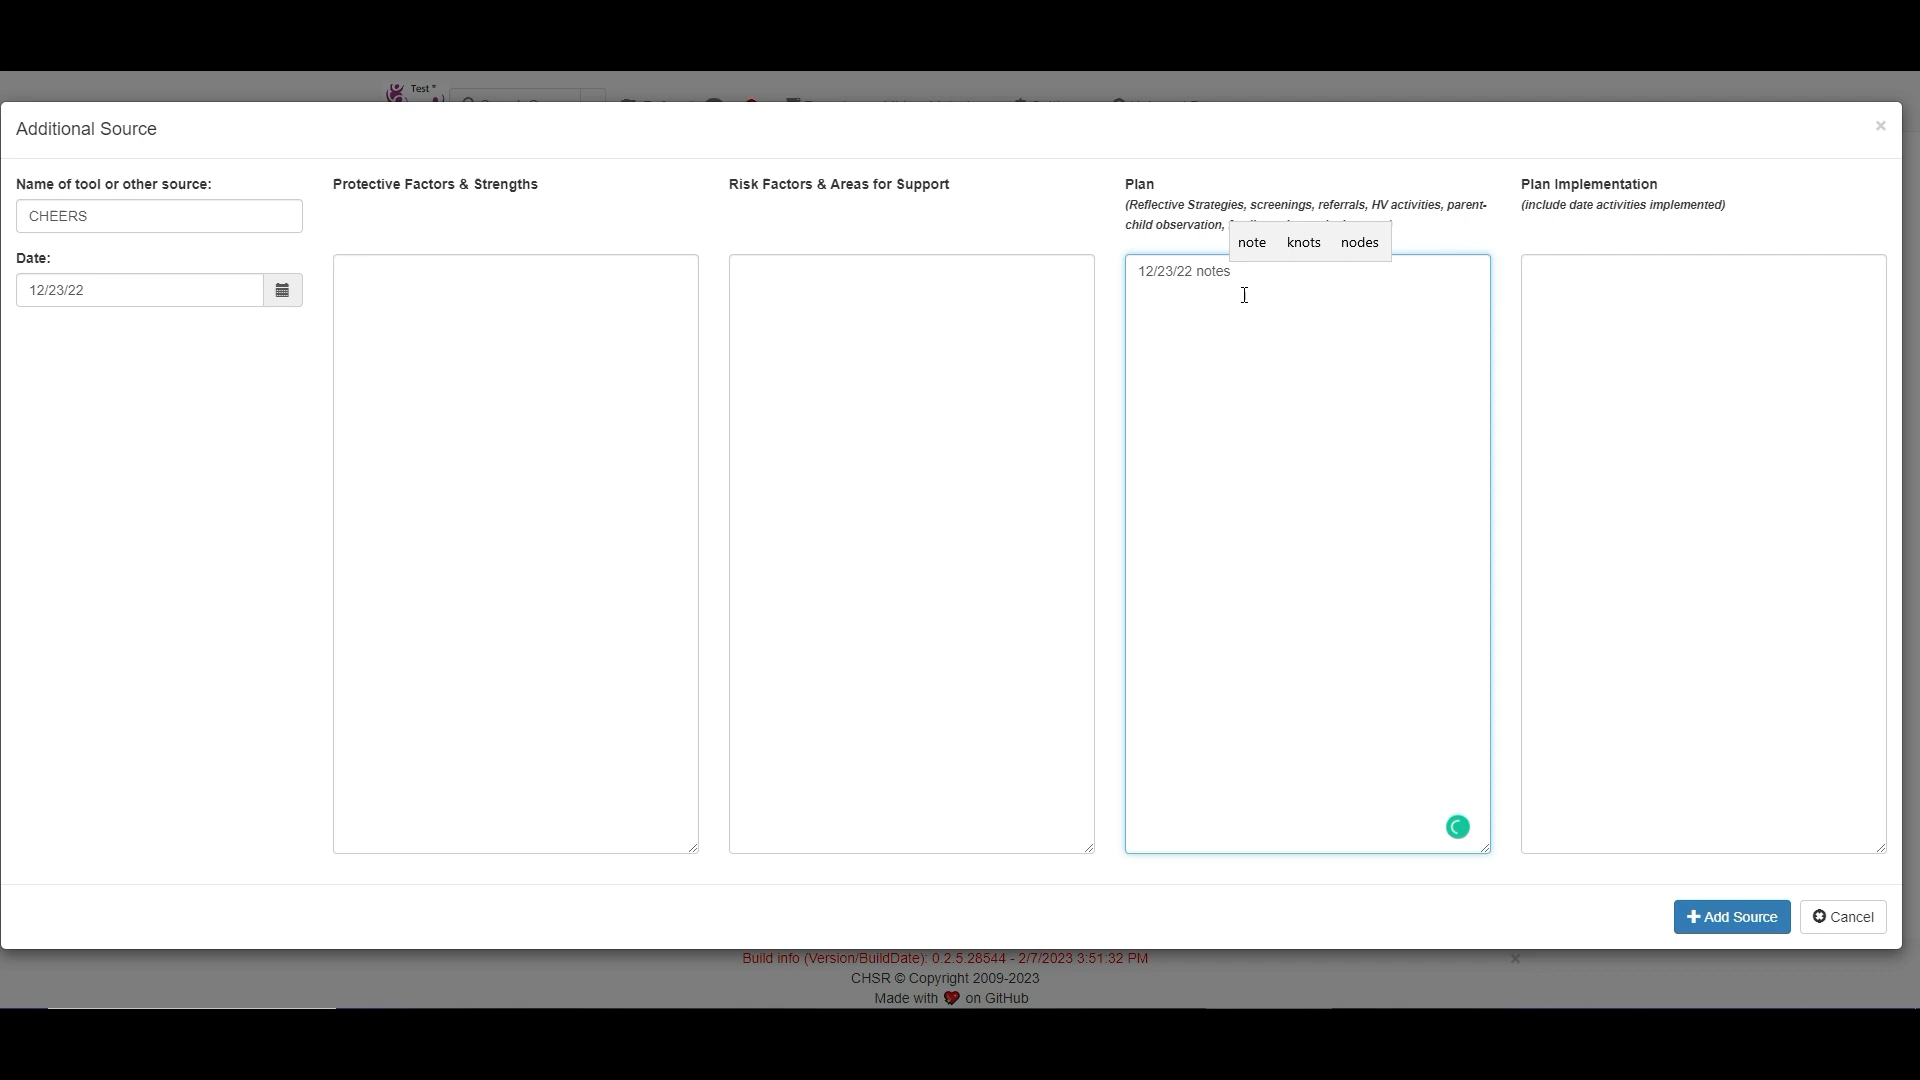 Test *
Additional Source
×
Name of tool or other source:
CHEERS
Date:
12/23/22
Protective Factors & Strengths
Risk Factors & Areas for Support
Plan
(Reflective Strategies, screenings, referrals, HV activities, parent-
child observation,
note knots nodes
12/23/22 notes
Plan Implementation
(include date activities implemented)
Add Source
Cancel
Build info (Version/BuildDate): 0.2.5.28544 - 2/7/2023 3:51:32 PM
×
CHSR © Copyright 2009-2023
Made with on GitHub